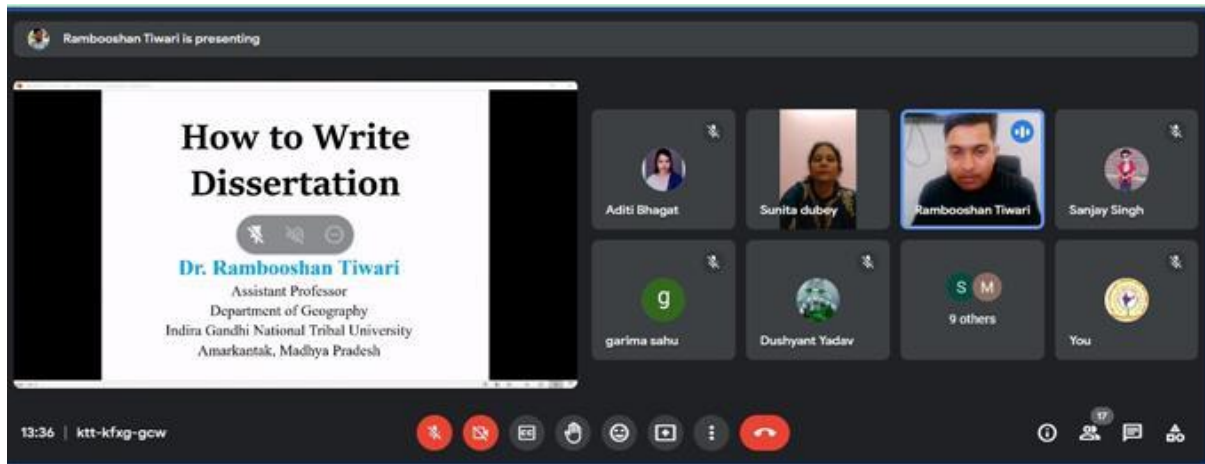 Rambooshan Tiwari is presenting
How to Write
Dissertation
Dr. Rambooshan Tiwari
Assistant Professor
Department of Geography
Indira Gandhi National Tribal University
Amarkantak, Madhya Pradesh
Aditi Bhagat
Sunita dubey
Rambooshan Tiwari
Sanjay Singh
g
garima sahu
Dushyant Yadav
S M
9 others
You
13:36 | ktt-kfxg-gcw
CC
17